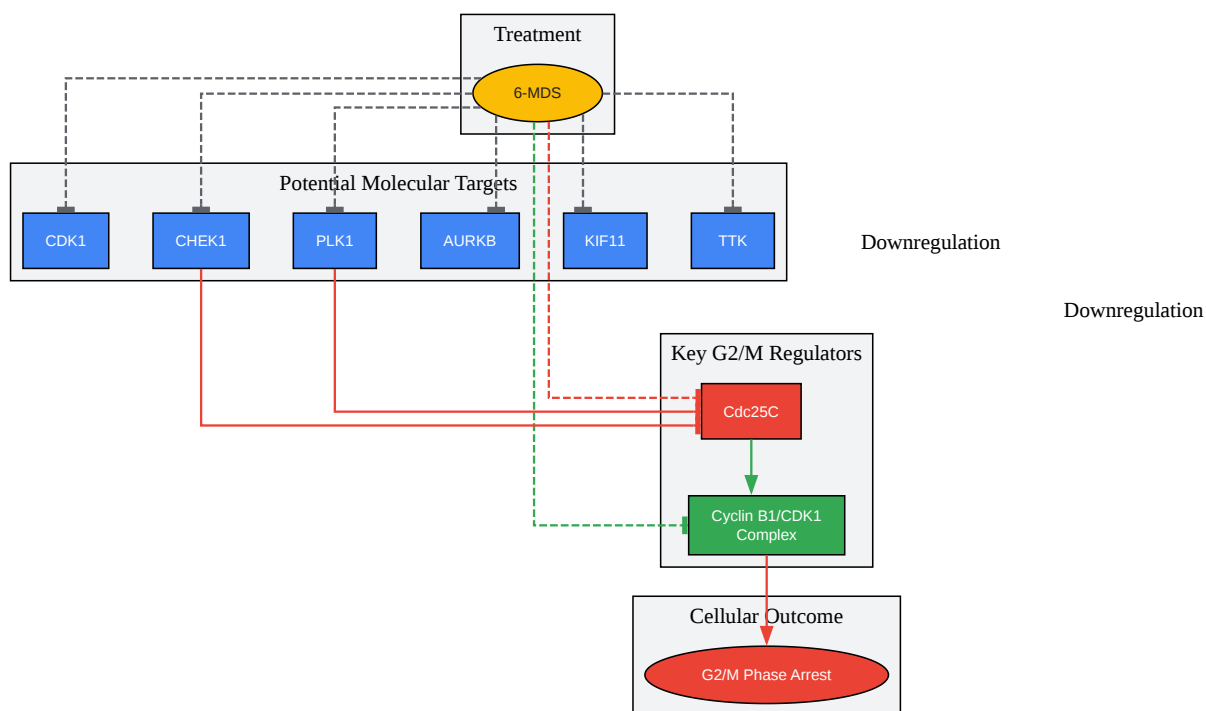 Treatment
6-MDS
Potential Molecular Targets
CDK1
CHEK1
PLK1
AURKB
KIF11
TTK
Downregulation
Downregulation
Key G2/M Regulators
Cdc25C
Cyclin B1/CDK1
Complex
Cellular Outcome
G2/M Phase Arrest